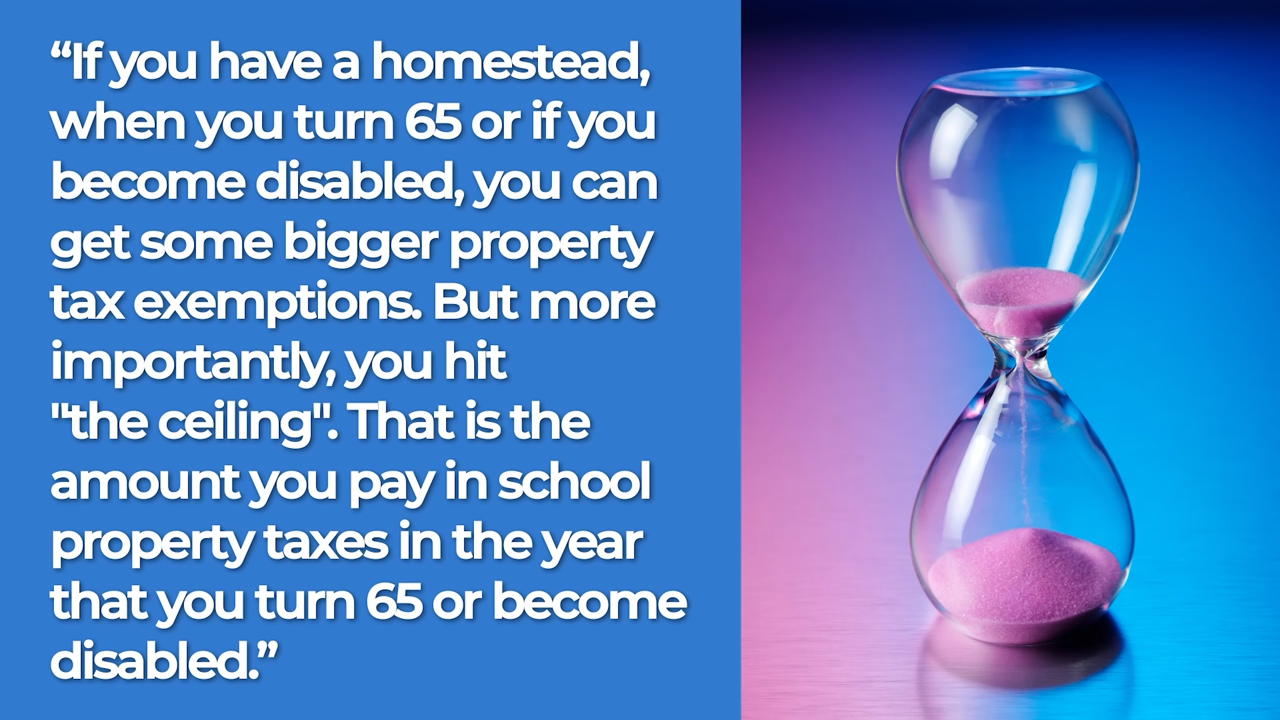 “If you have a homestead,
when you turn 65 or if you
become disabled, you can
get some bigger property
tax exemptions. But more
importantly, you hit
"the ceiling". That is the
amount you pay in school
property taxes in the year
that you turn 65 or become
disabled.”